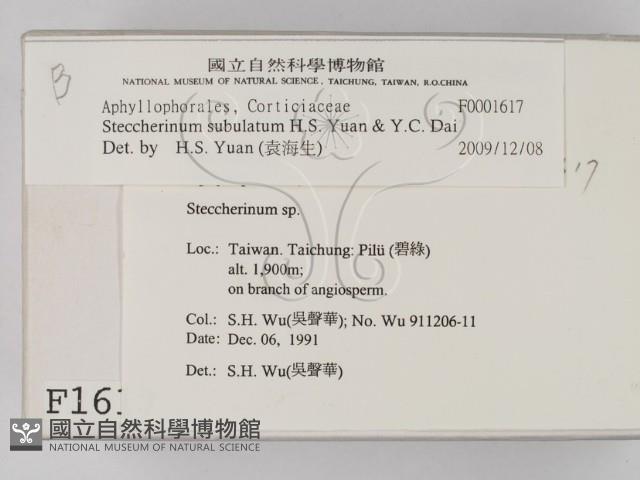 B
國立自然科學博物館
NATIONAL MUSEUM OF NATURAL SCIENCE, TAICHUNG, TAIWAN, R.O.CHINA
Aphyllophorales, Corticiaceae F0001617
Steccherinum subulatum H.S. Yuan & Y.C. Dai
Det. by H.S. Yuan (袁海生) 2009/12/08
Steccherinum sp.
Loc.: Taiwan. Taichung: Pilü (碧綠)
alt. 1,900m;
on branch of angiosperm.
Col.: S.H. Wu(吳聲華); No. Wu 911206-11
Date: Dec. 06, 1991
Det.: S.H. Wu(吳聲華)
F161
國立自然科學博物館
NATIONAL MUSEUM OF NATURAL SCIENCE